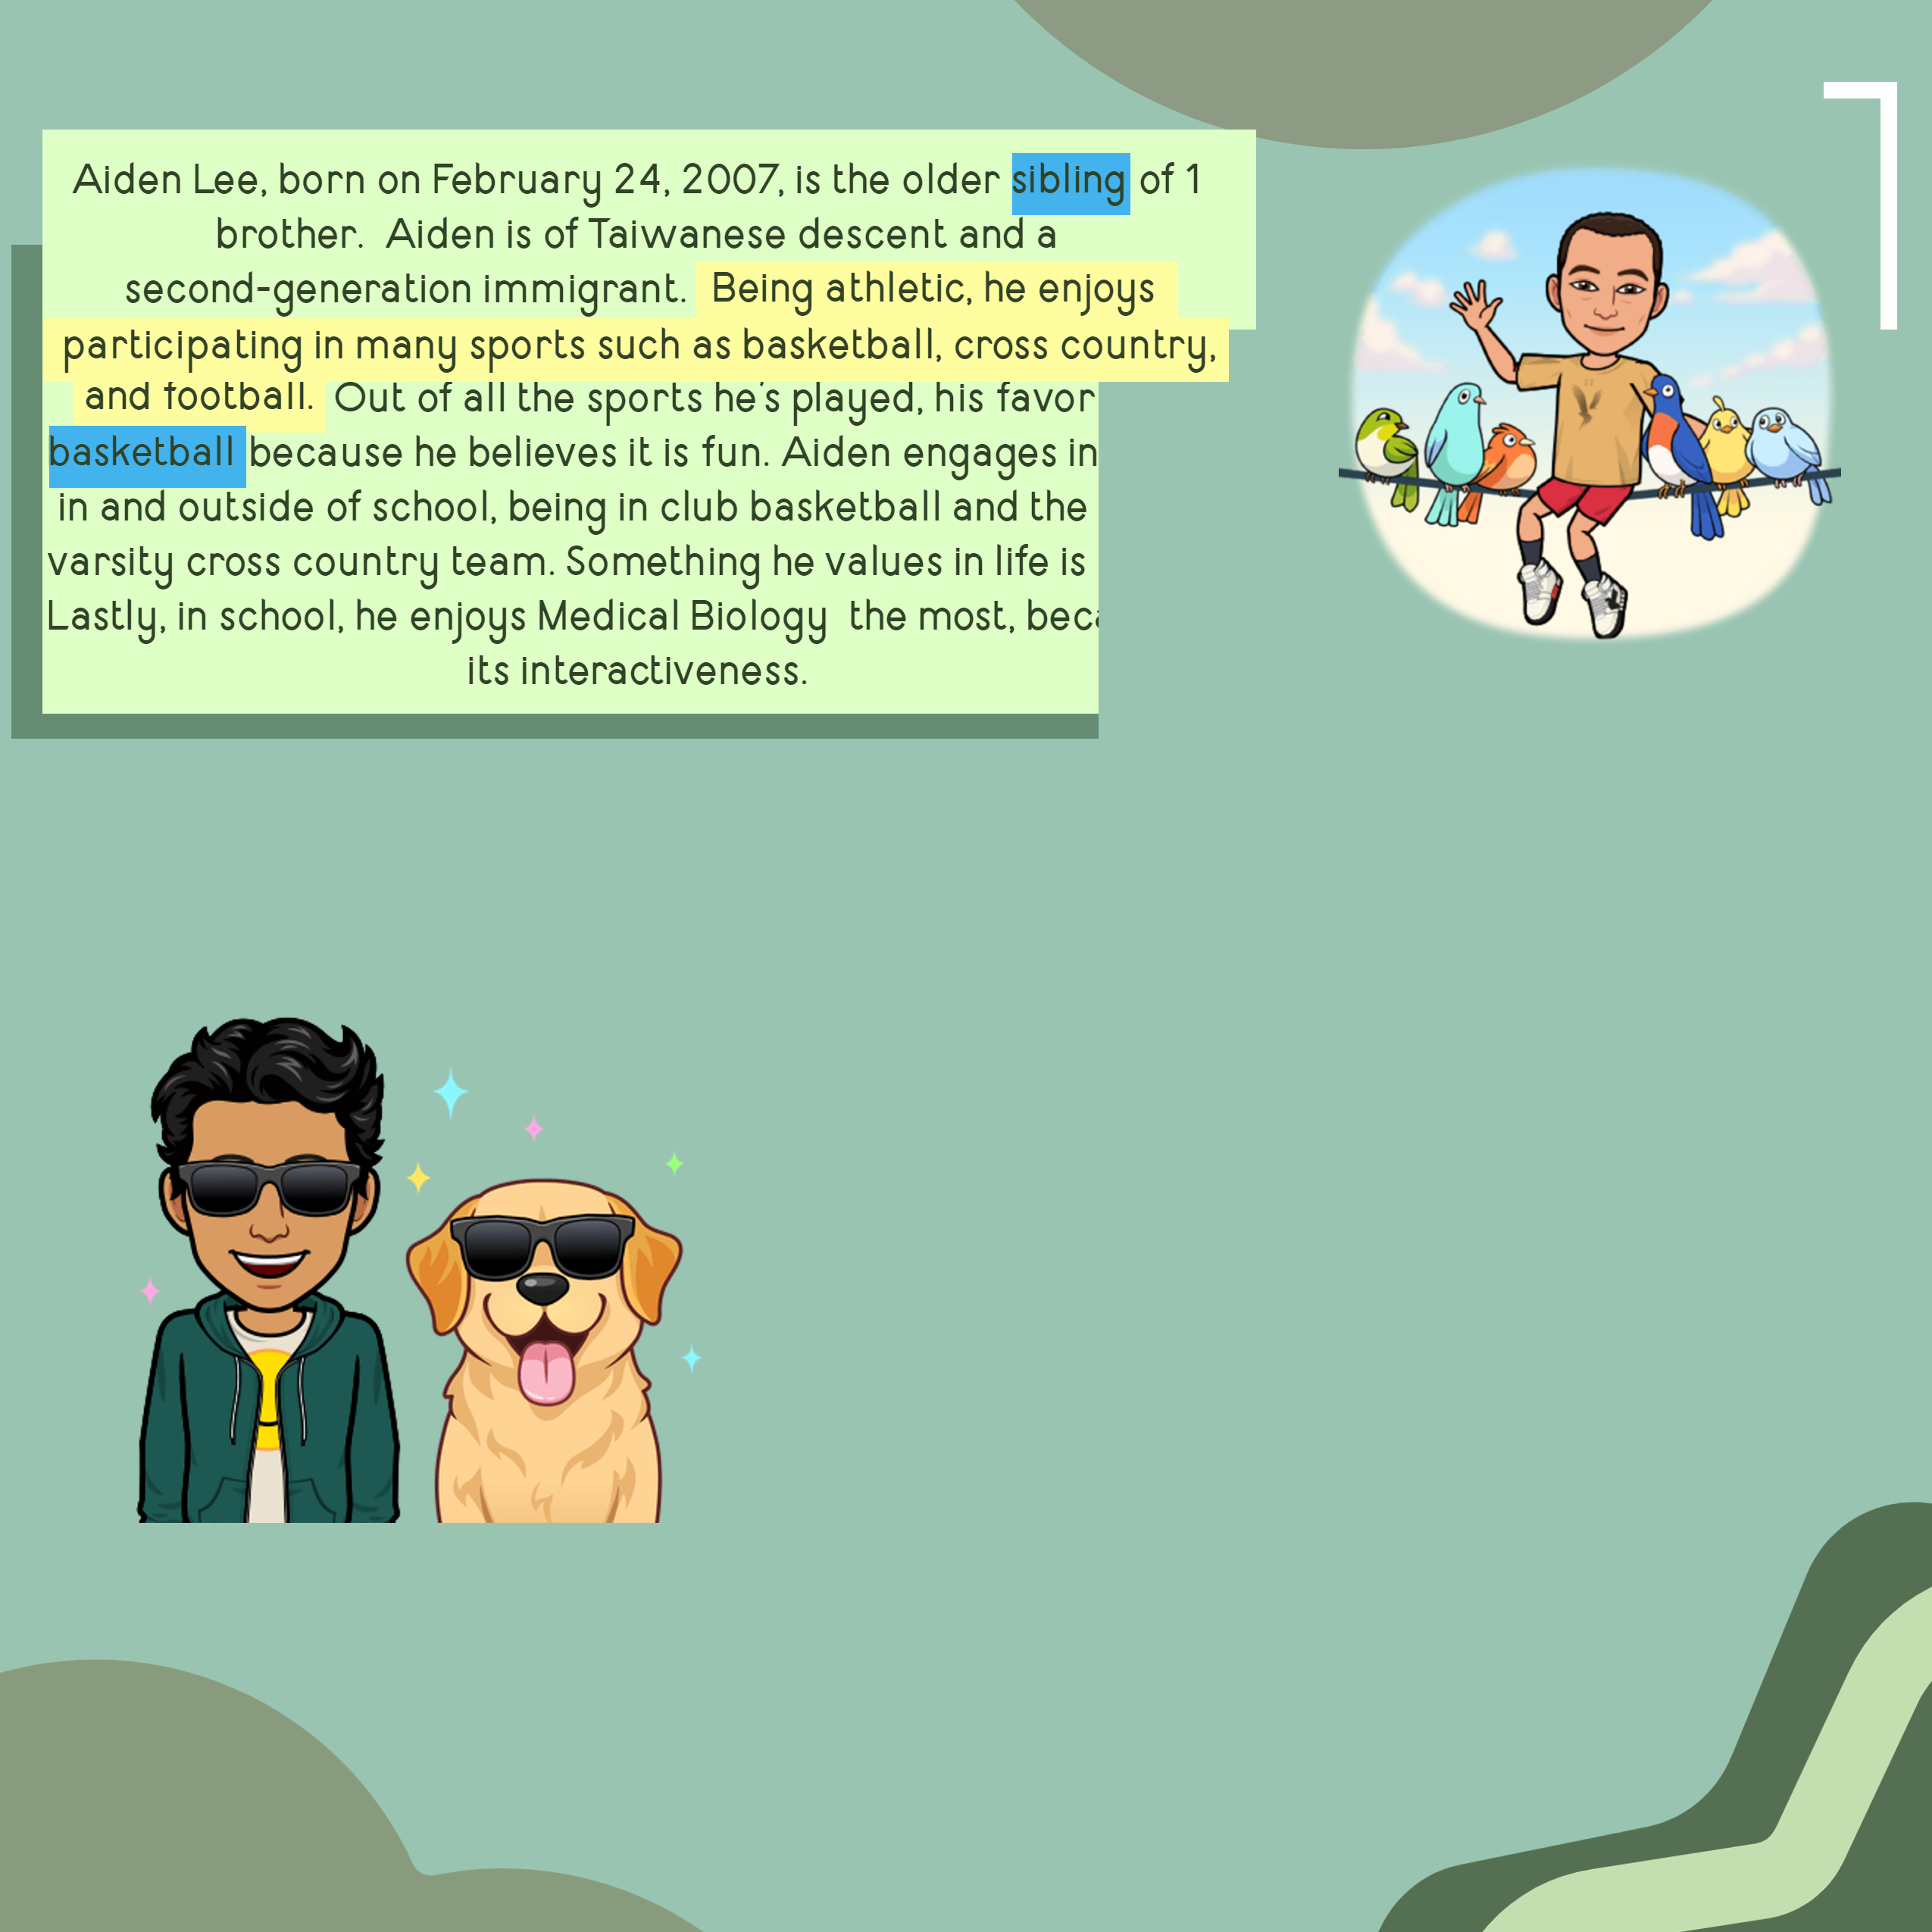 Aiden Lee, born on February 24, 2007, is the older sibling of 1
brother. Aiden is of Taiwanese descent and a
second-generation immigrant. Being athletic, he enjoys
participating in many sports such as basketball, cross country,
and football. Out of all the sports he's played, his favor
basketball because he believes it is fun. Aiden engages in
in and outside of school, being in club basketball and the
varsity cross country team. Something he values in life is
Lastly, in school, he enjoys Medical Biology the most,
its interactiveness.